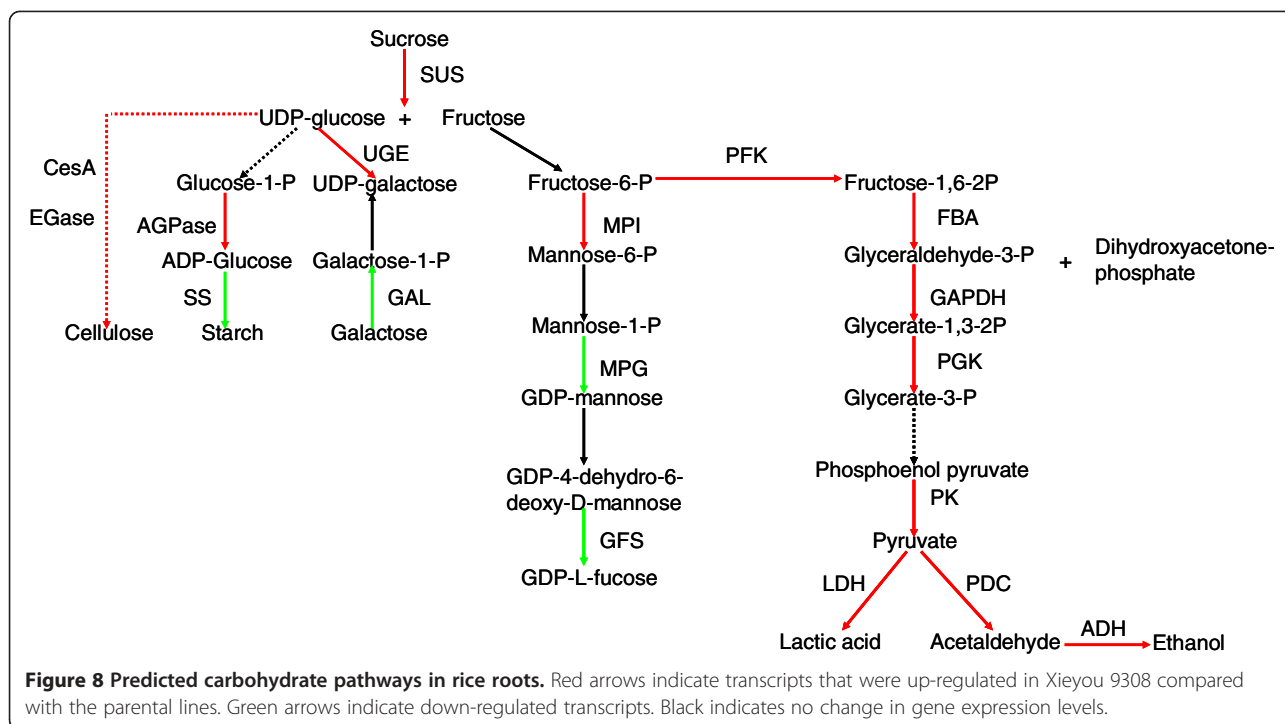 Sucrose
SUS
UDP-glucose + Fructose
UGE
CesA
EGase
Glucose-1-P
UDP-galactose
AGPase
ADP-Glucose
Galactose-1-P
SS
GAL
Cellulose
Starch
Galactose
Fructose-6-P
PFK
Fructose-1,6-2P
MPI
Mannose-6-P
Mannose-1-P
MPG
GDP-mannose
GDP-4-dehydro-6-
deoxy-D-mannose
GFS
GDP-L-fucose
FBA
Glyceraldehyde-3-P + Dihydroxyacetone-
phosphate
GAPDH
Glycerate-1,3-2P
PGK
Glycerate-3-P
Phosphoenol pyruvate
PK
Pyruvate
LDH
PDC
Lactic acid
Acetaldehyde
ADH
Ethanol
Figure 8 Predicted carbohydrate pathways in rice roots. Red arrows indicate transcripts that were up-regulated in Xieyou 9308 compared
with the parental lines. Green arrows indicate down-regulated transcripts. Black indicates no change in gene expression levels.